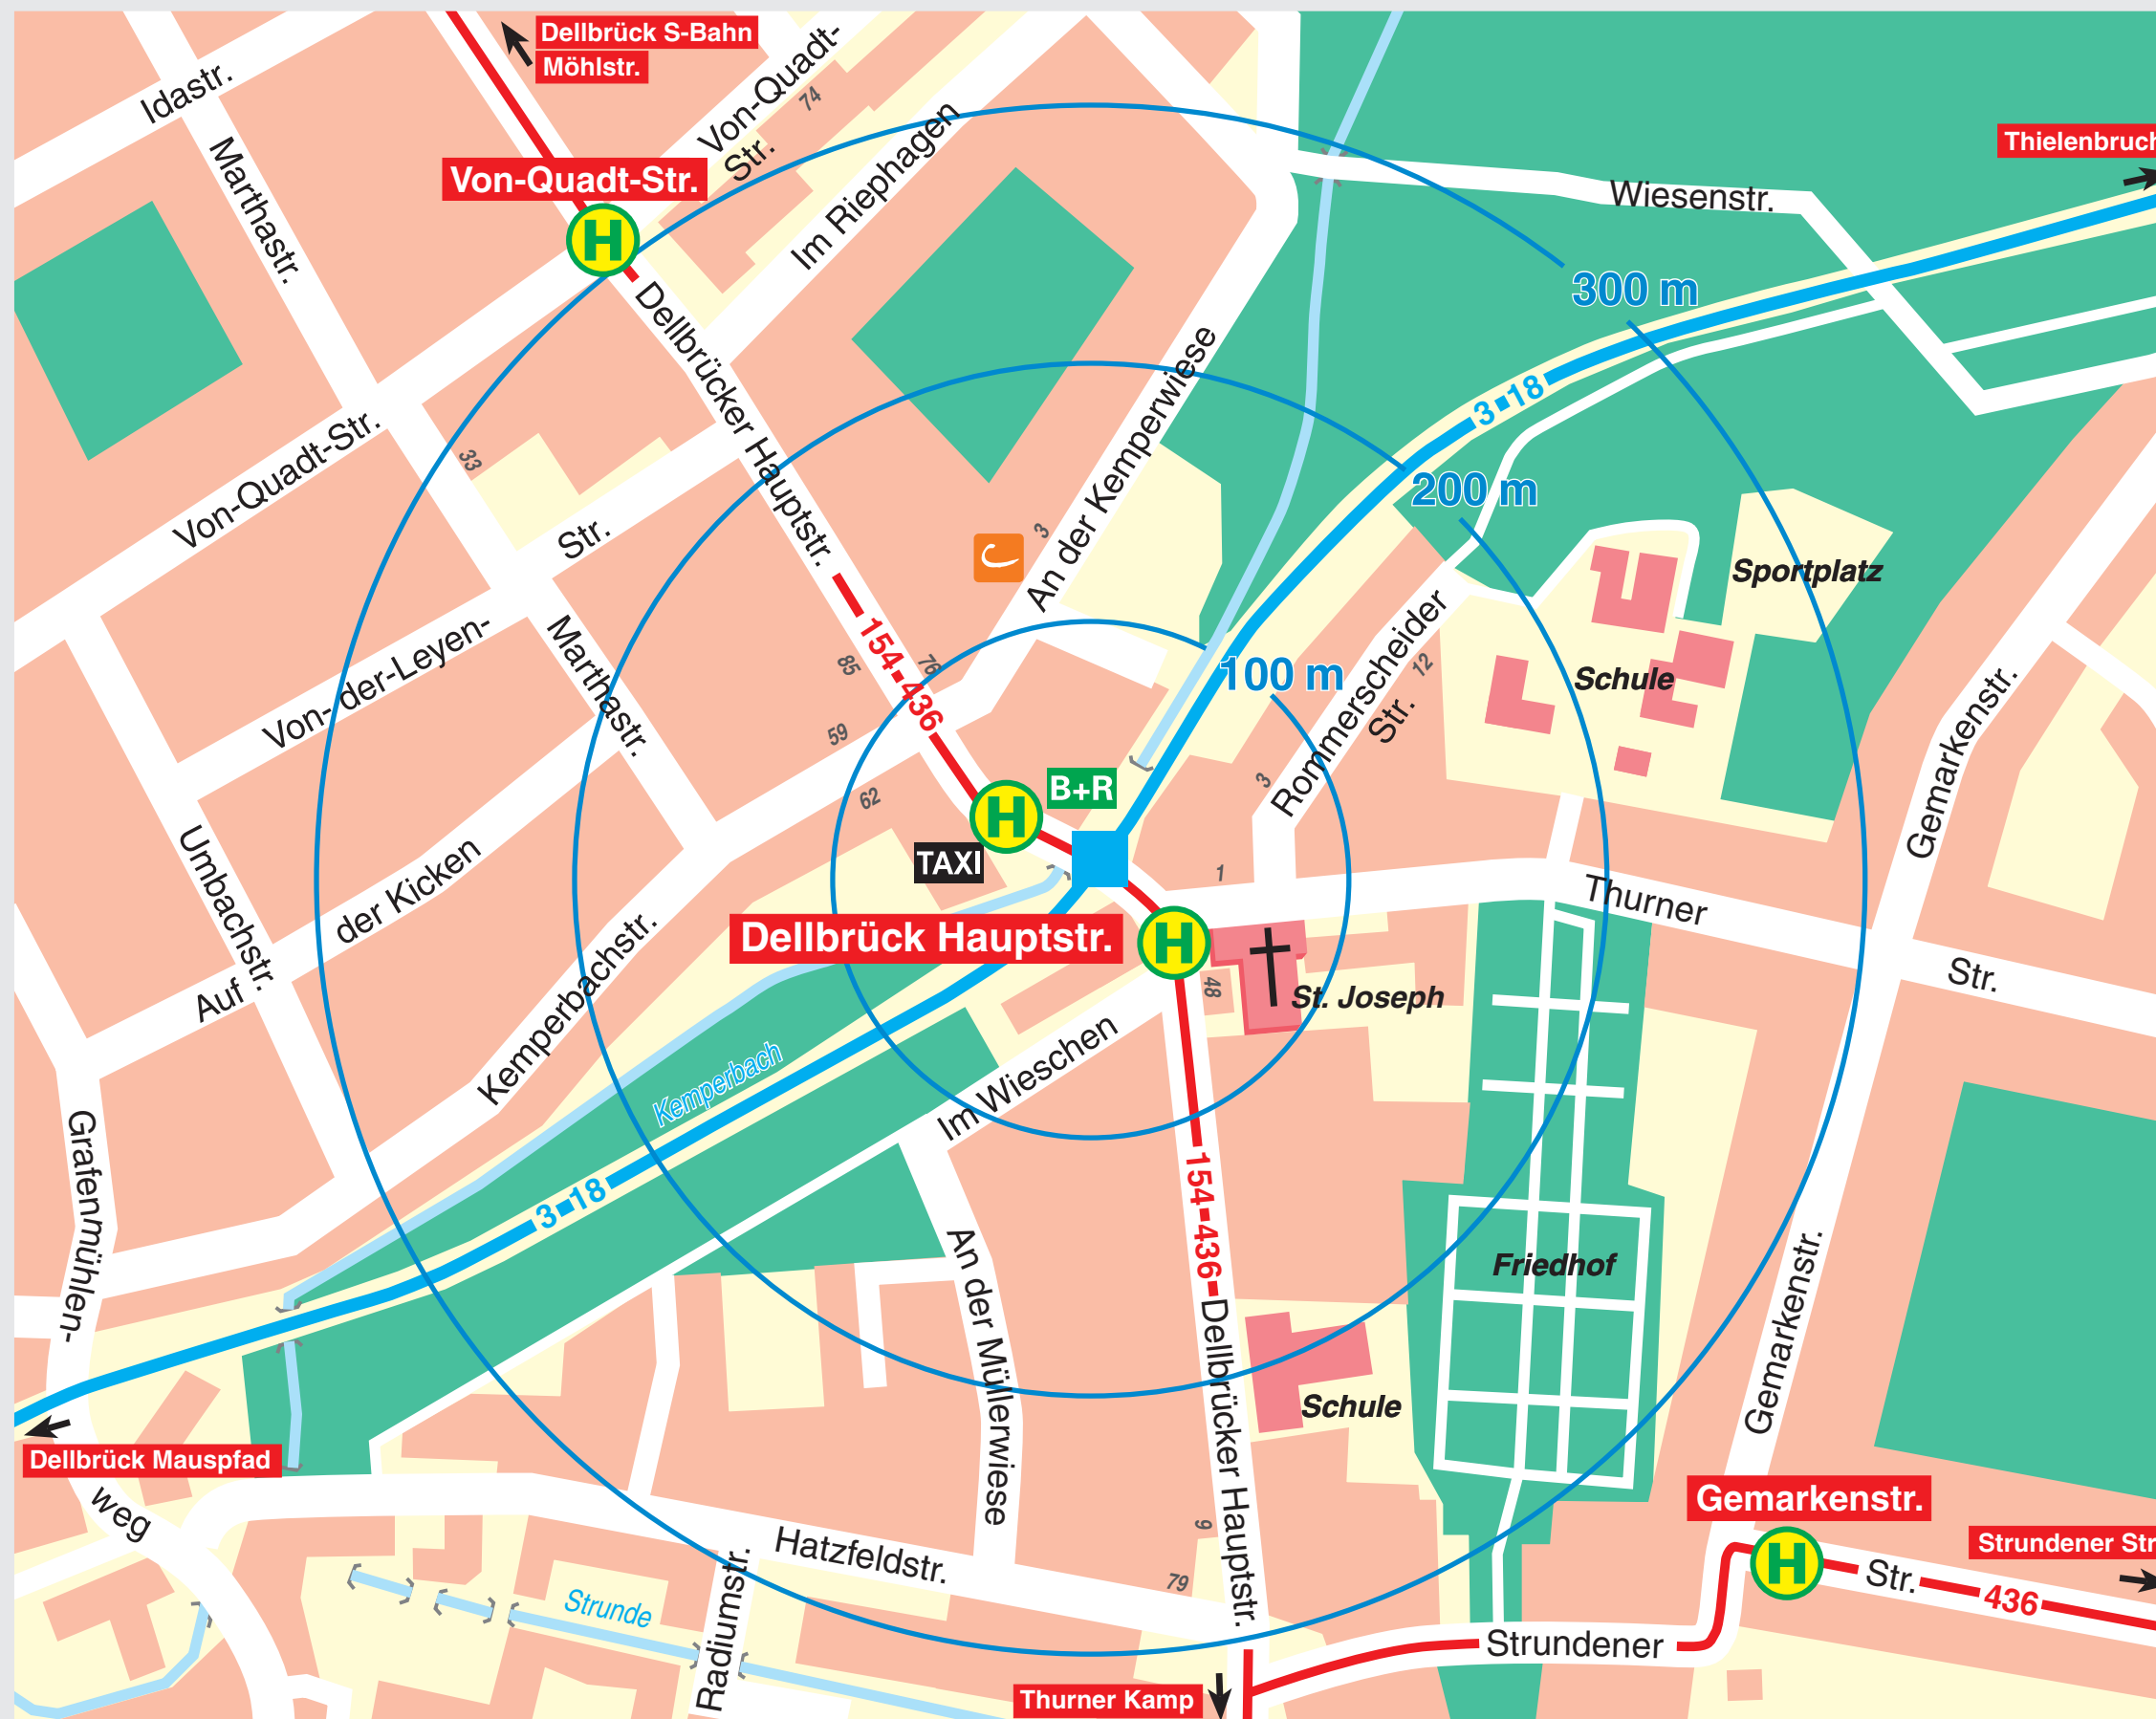 Dellbrück S-Bahn
Möhlstr.
Idastr.
Von-Quadt-
Str.
74
Marthastr.
Im Riephagen
Thielenbruch
Von-Quadt-Str.
H
Wiesenstr.
300 m
Dellbrücker Hauptstr.
An der Kemperwiese
3▪18
Von-Quadt-Str.
33
Str.
3
200 m
Sportplatz
Von- der-Leyen-
Marthastr.
85
76
154▪436
100 m
Rommerscheider
Str.
12
Schule
Gemarkenstr.
59
62
3
B+R
H
TAXI
1
Umbachstr.
Auf
der Kicken
Kemperbachstr.
Thurner
Str.
Dellbrück Hauptstr.
H
48
St. Joseph
Kemperbach
Im Wieschen
Grafenmühlen-
weg
3▪18
154▪436▪
Dellbrücker Hauptstr.
An der Müllerwiese
Friedhof
Gemarkenstr.
Schule
Dellbrück Mauspfad
Gemarkenstr.
H
Hatzfeldstr.
9
79
Strundener Str
Str.
436
Strunde
Radiumstr.
Strundener
Thurner Kamp